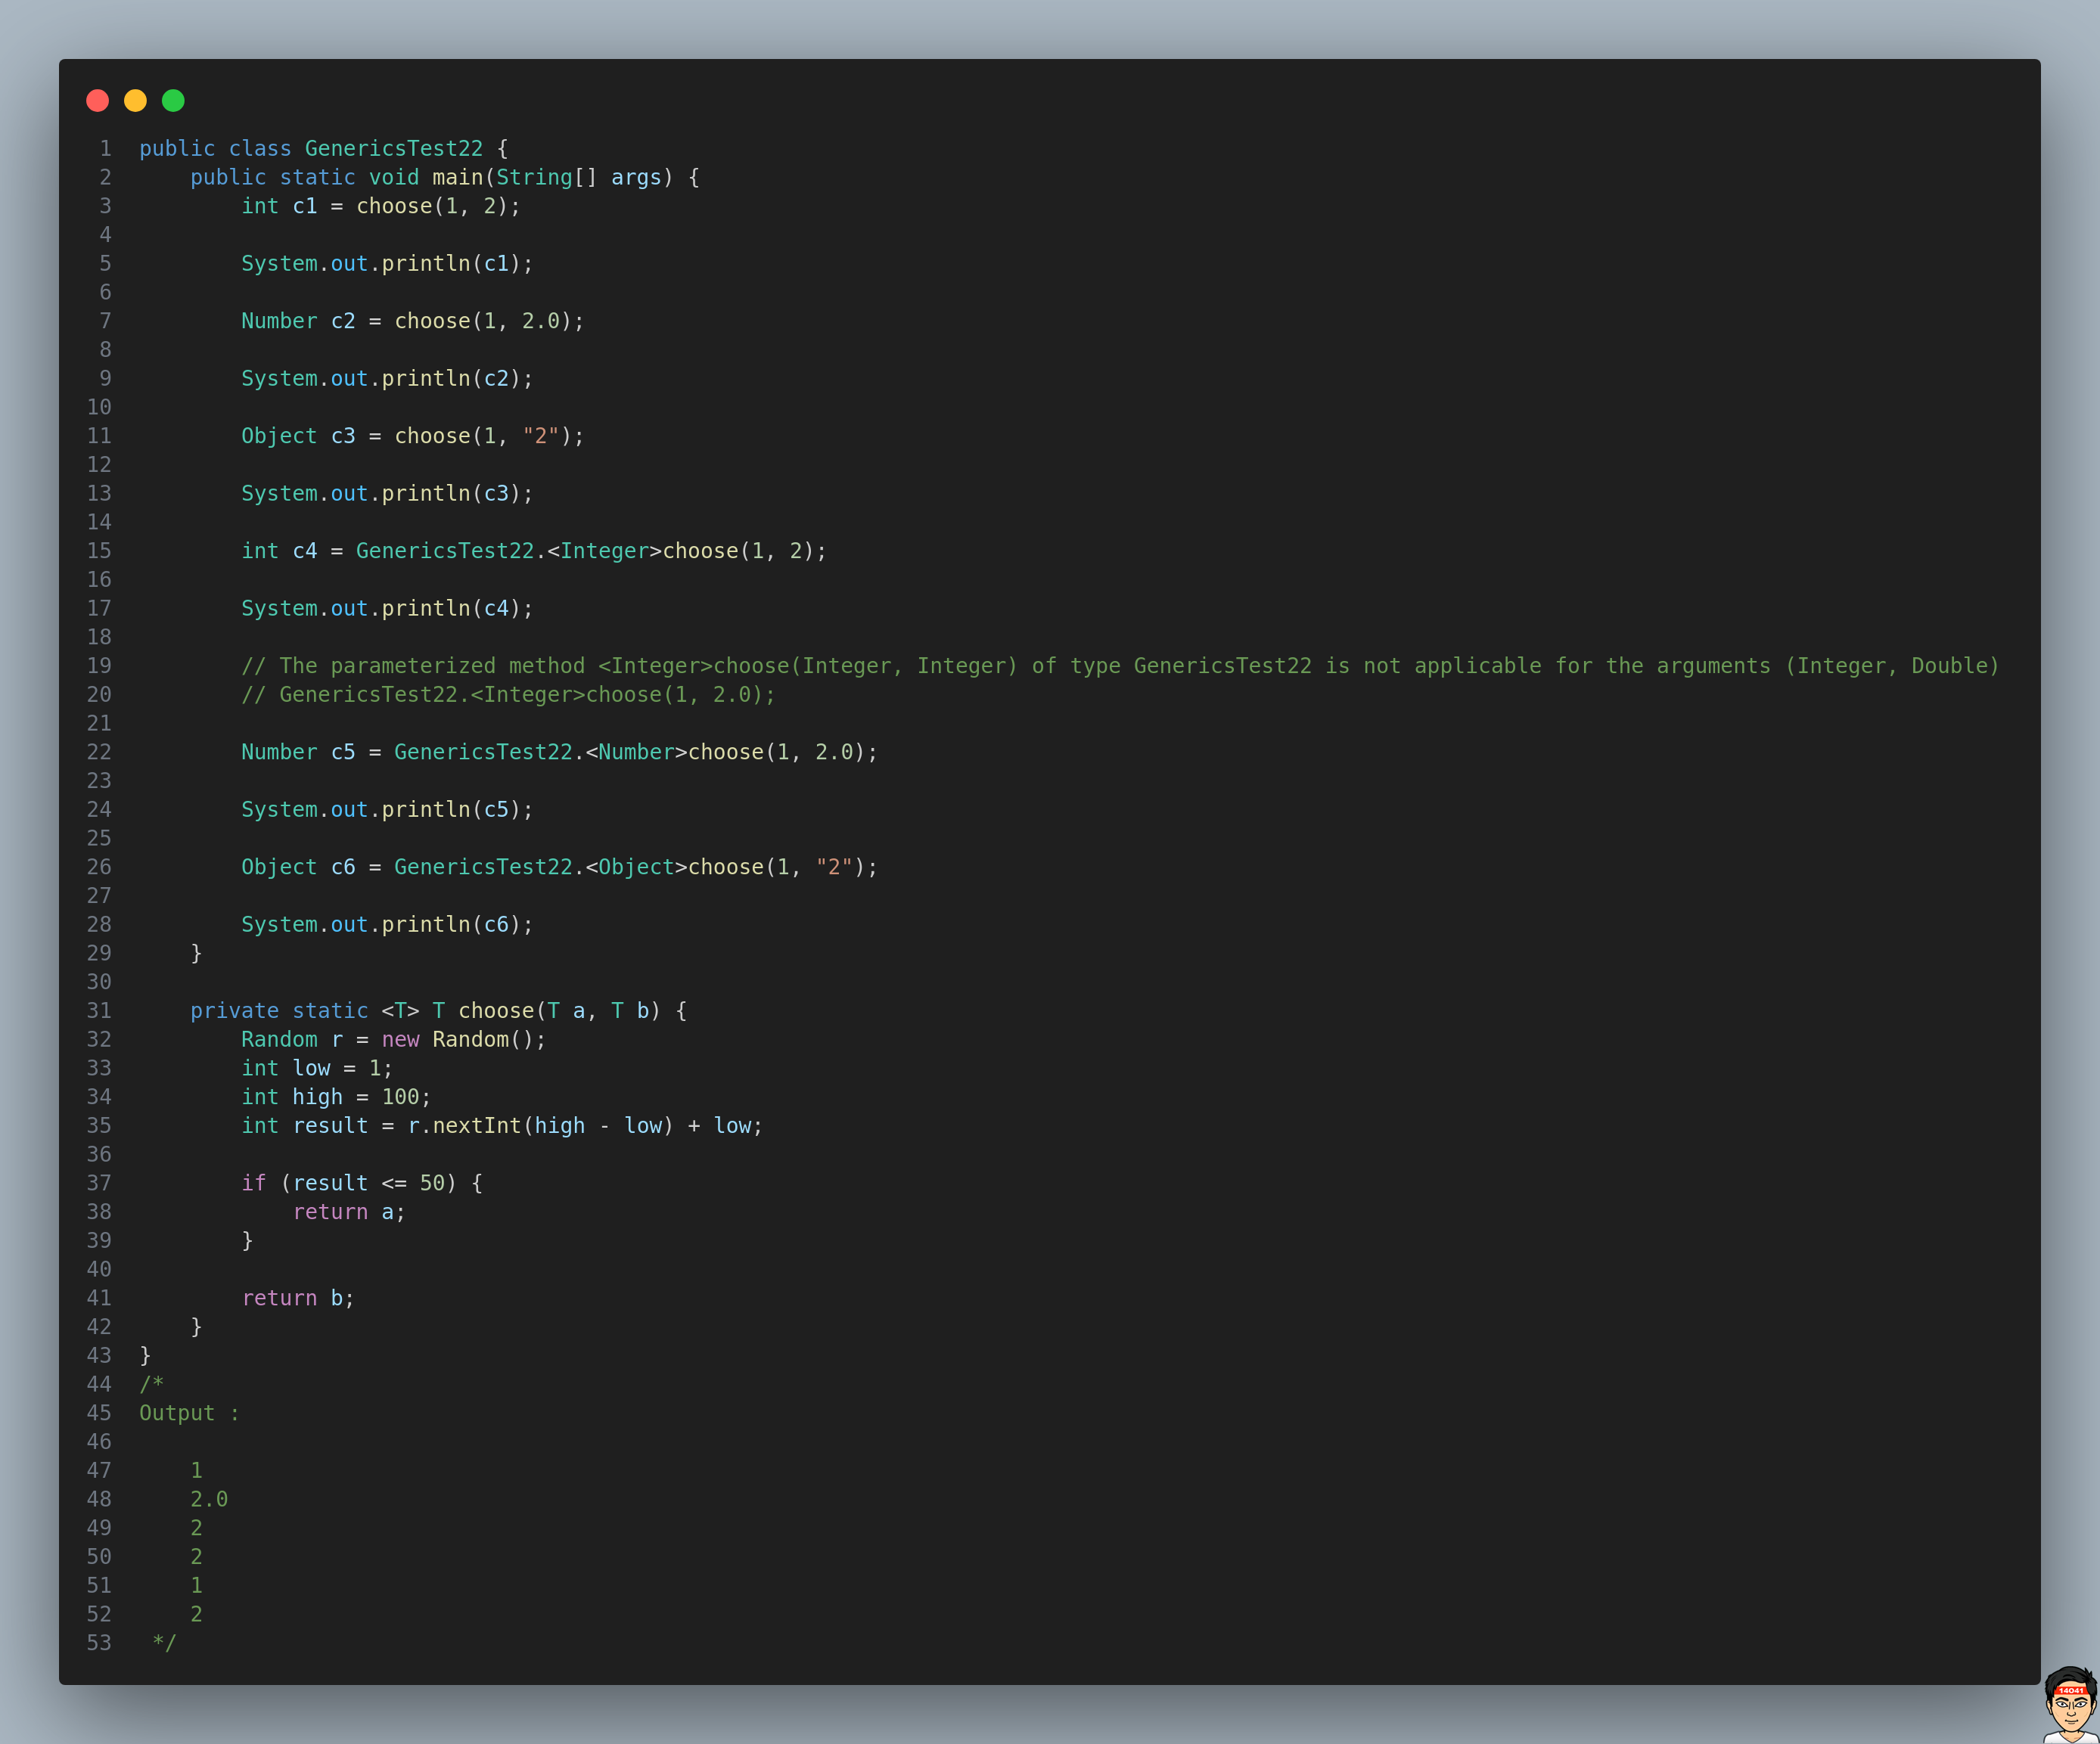 1 public class GenericsTest22 {
2     public static void main(String[] args) {
3         int c1 = choose(1, 2);
4
5         System.out.println(c1);
6
7         Number c2 = choose(1, 2.0);
8
9         System.out.println(c2);
10
11         Object c3 = choose(1, "2");
12
13         System.out.println(c3);
14
15         int c4 = GenericsTest22.<Integer>choose(1, 2);
16
17         System.out.println(c4);
18
19         // The parameterized method <Integer>choose(Integer, Integer) of type GenericsTest22 is not applicable for the arguments (Integer, Double)
20         // GenericsTest22.<Integer>choose(1, 2.0);
21
22         Number c5 = GenericsTest22.<Number>choose(1, 2.0);
23
24         System.out.println(c5);
25
26         Object c6 = GenericsTest22.<Object>choose(1, "2");
27
28         System.out.println(c6);
29     }
30
31     private static <T> T choose(T a, T b) {
32         Random r = new Random();
33         int low = 1;
34         int high = 100;
35         int result = r.nextInt(high - low) + low;
36
37         if (result <= 50) {
38             return a;
39         }
40
41         return b;
42     }
43 }
44 /*
45 Output :
46
47     1
48     2.0
49     2
50     2
51     1
52     2
53  */
14041